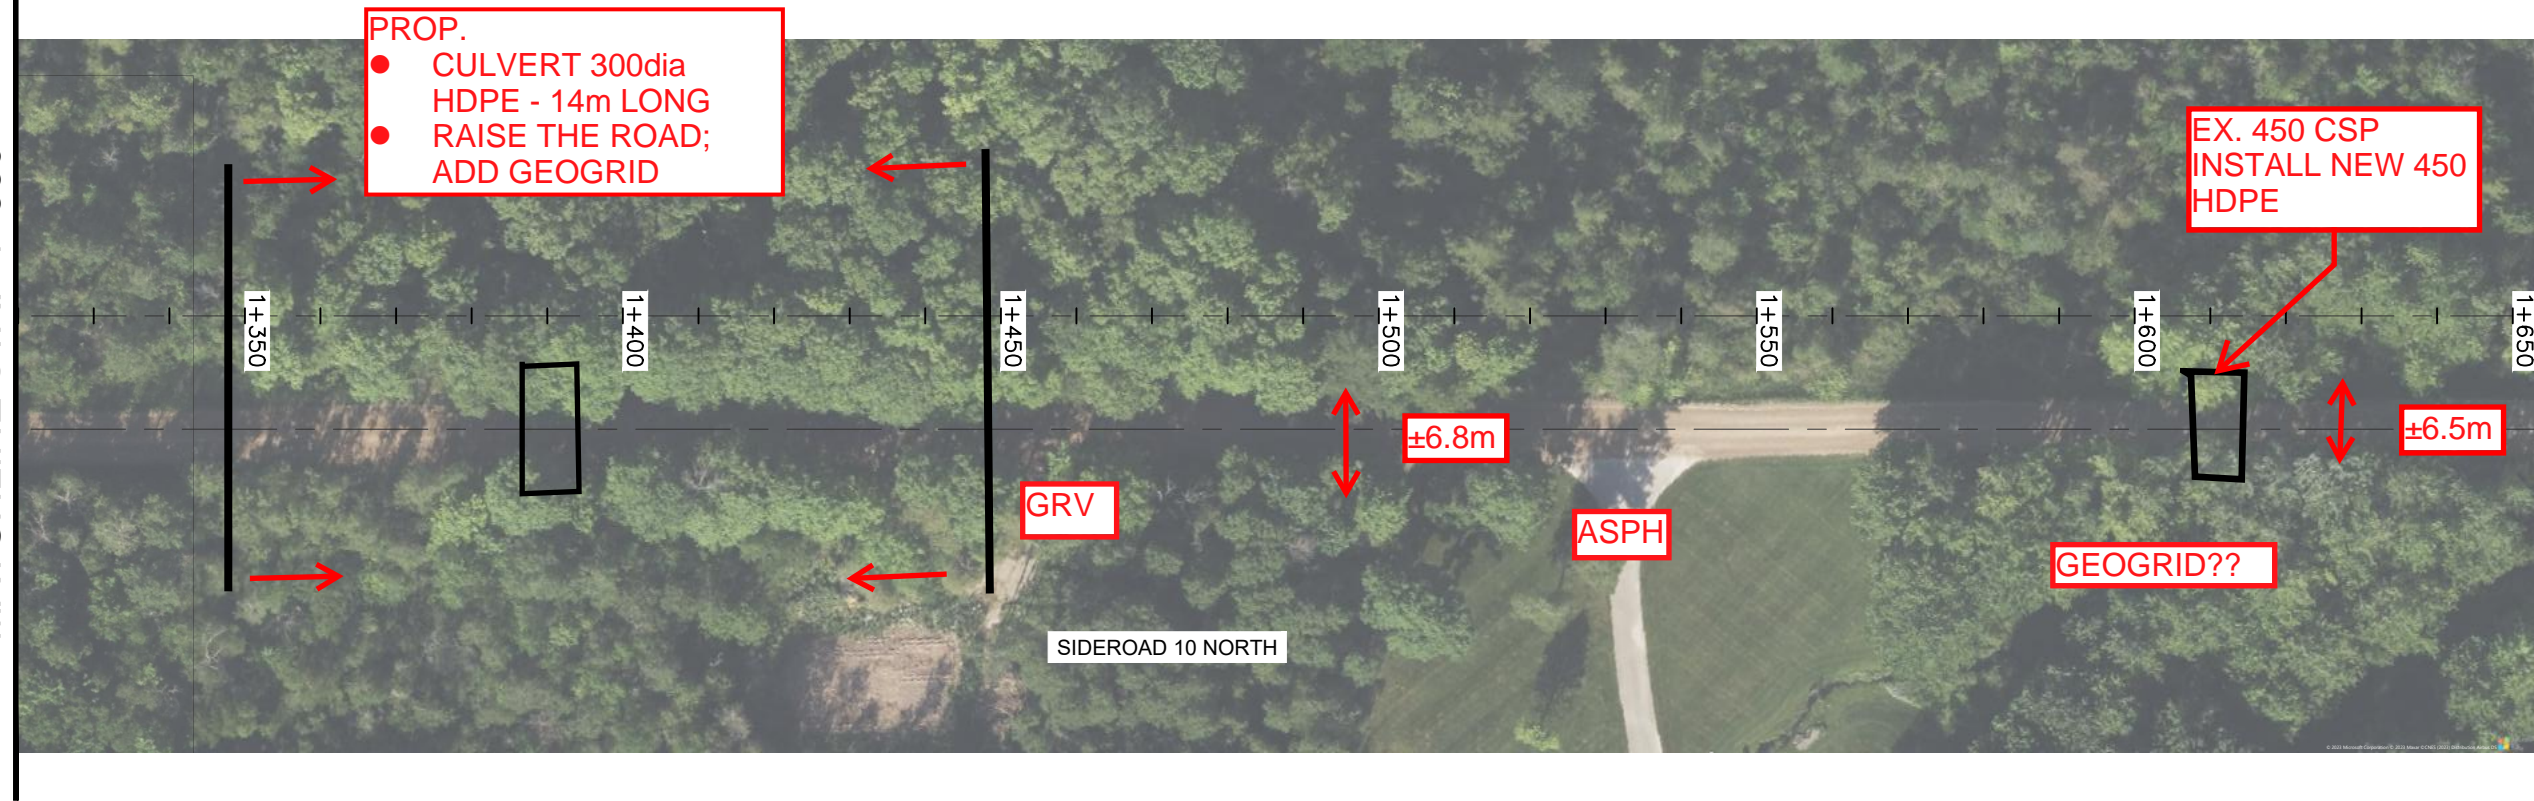 PROP.
● CULVERT 300dia
HDPE - 14m LONG
● RAISE THE ROAD;
ADD GEOGRID
EX. 450 CSP
INSTALL NEW 450
HDPE
1+350
1+400
1+450
1+500
1+550
1+600
1+650
±6.8m
±6.5m
GRV
ASPH
GEOGRID??
SIDEROAD 10 NORTH